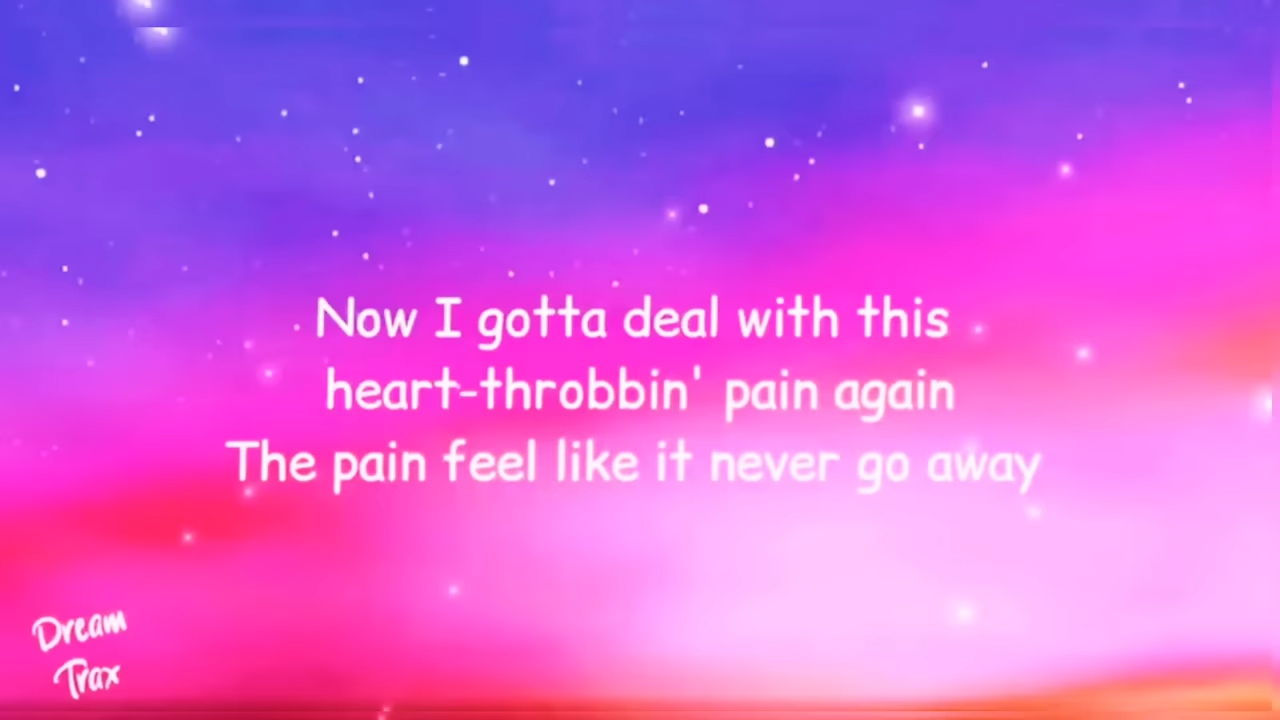 Now I gotta deal with this
heart-throbbin' pain again
The pain feel like it never go away
Dream
Trax